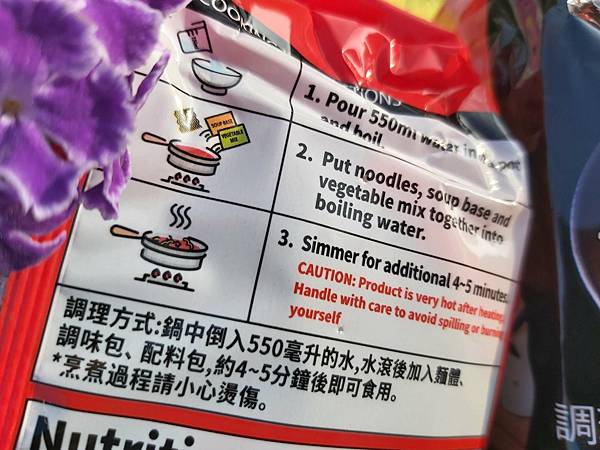 COOKING
IONS
1. Pour 550ml water in a pot
and boil.
SOUP BASE
VEGETABLE
MIX
2. Put noodles, soup base and
vegetable mix together into
boiling water.
3. Simmer for additional 4~5 minutes.
CAUTION: Product is very hot after heating.
Handle with care to avoid spilling or burning
yourself
調理方式:鍋中倒入550毫升的水,水滾後加入麵體、
調味包、配料包,約4~5分鐘後即可食用。
*烹煮過程請小心燙傷。
Nutriti
調